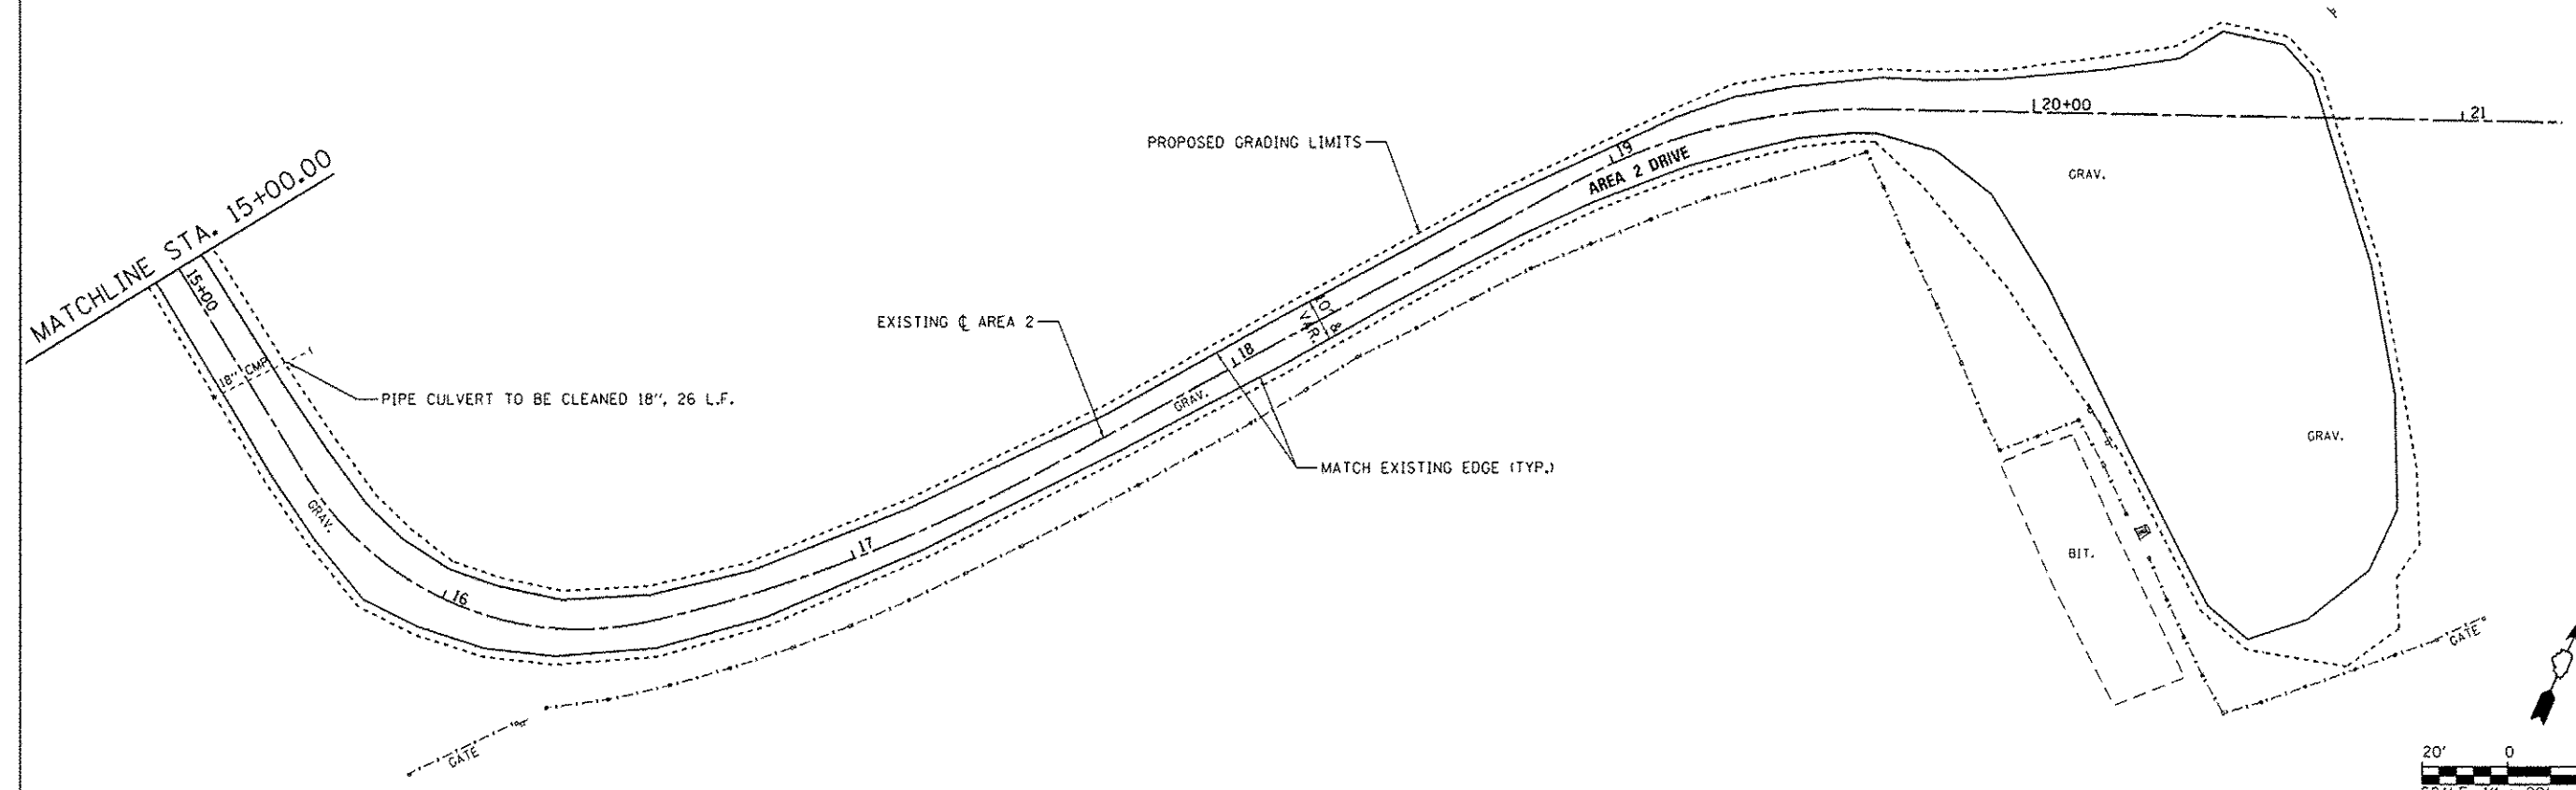 MATCHLINE STA. 15+00.00
15+00
18" CMP
PIPE CULVERT TO BE CLEANED 18", 26 L.F.
GRAV.
16
17
EXISTING ℄ AREA 2
GRAV.
18
10' &
VAR.
MATCH EXISTING EDGE (TYP.)
PROPOSED GRADING LIMITS
19
AREA 2 DRIVE
20+00
21
GRAV.
GRAV.
BIT.
GATE
GATE
20' 0